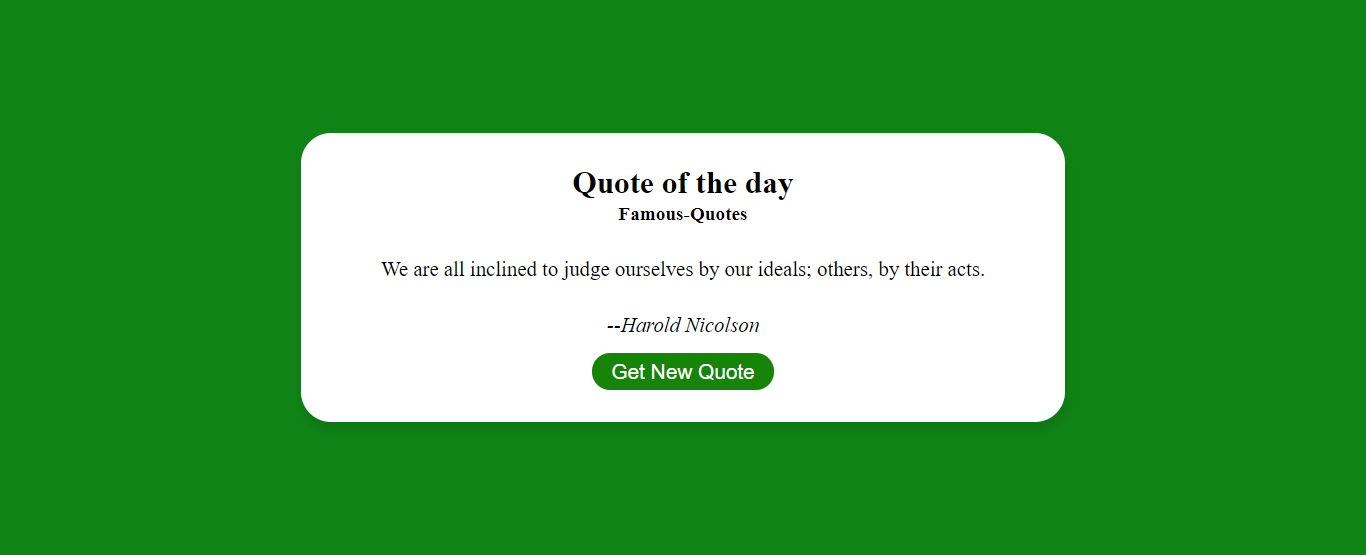 Quote of the day
Famous-Quotes
We are all inclined to judge ourselves by our ideals; others, by their acts.
--Harold Nicolson
Get New Quote